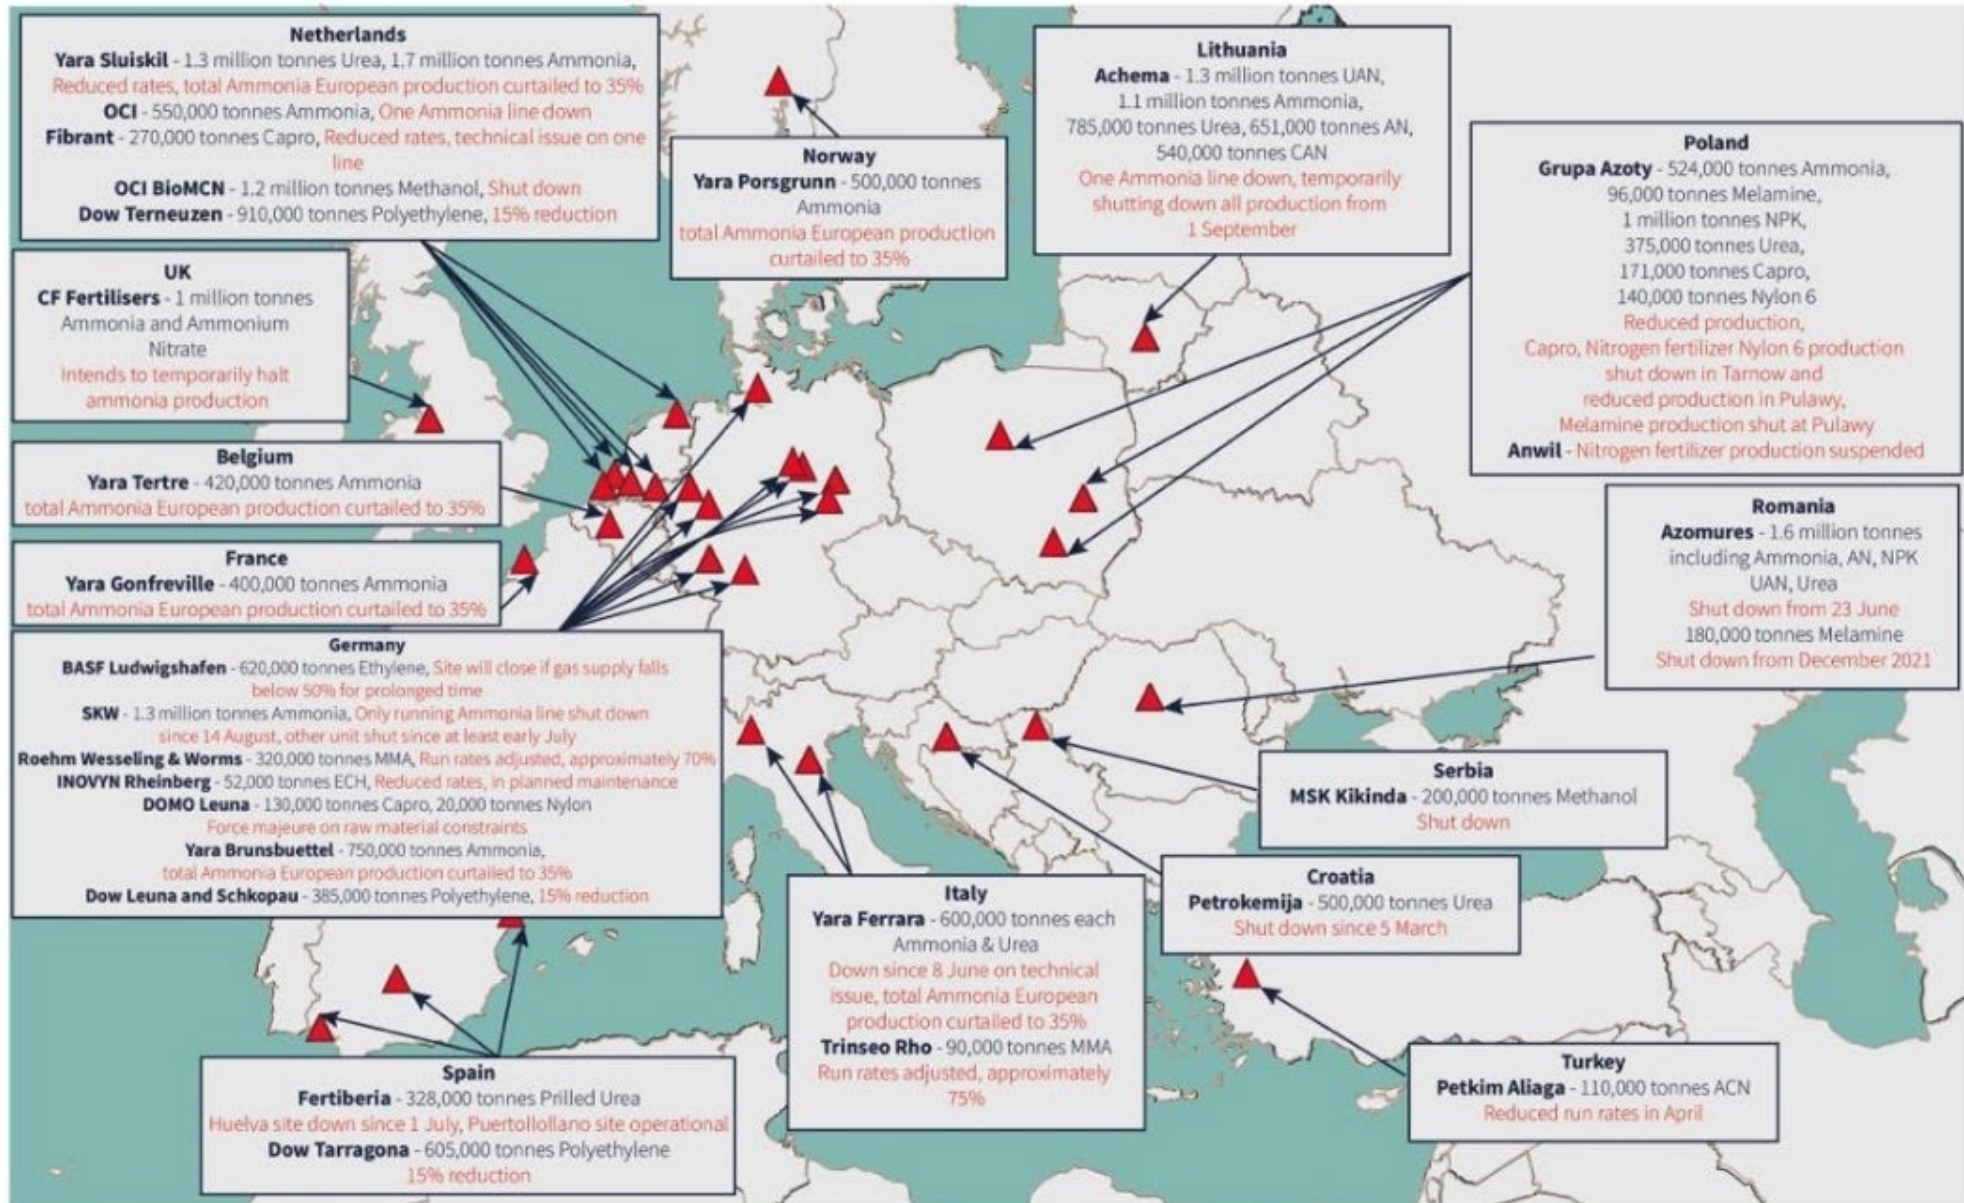 Netherlands
Yara Sluiskil - 1.3 million tonnes Urea, 1.7 million tonnes Ammonia,
Reduced rates, total Ammonia European production curtailed to 35%
OCI - 550,000 tonnes Ammonia, One Ammonia line down
Fibrant - 270,000 tonnes Capro, Reduced rates, technical issue on one
line
OCI BioMCN - 1.2 million tonnes Methanol, Shut down
Dow Terneuzen - 910,000 tonnes Polyethylene, 15% reduction
Norway
Yara Porsgrunn - 500,000 tonnes
Ammonia
total Ammonia European production
curtailed to 35%
Lithuania
Achema - 1.3 million tonnes UAN,
1.1 million tonnes Ammonia,
785,000 tonnes Urea, 651,000 tonnes AN,
540,000 tonnes CAN
One Ammonia line down, temporarily
shutting down all production from
1 September
Poland
Grupa Azoty - 524,000 tonnes Ammonia,
96,000 tonnes Melamine,
1 million tonnes NPK,
375,000 tonnes Urea,
171,000 tonnes Capro,
140,000 tonnes Nylon 6
Reduced production,
Capro, Nitrogen fertilizer Nylon 6 production
shut down in Tarnow and
reduced production in Pulawy,
Melamine production shut at Pulawy
Anwil - Nitrogen fertilizer production suspended
UK
CF Fertilisers - 1 million tonnes
Ammonia and Ammonium
Nitrate
Intends to temporarily halt
ammonia production
Belgium
Yara Tertre - 420,000 tonnes Ammonia
total Ammonia European production curtailed to 35%
France
Yara Gonfreville - 400,000 tonnes Ammonia
total Ammonia European production curtailed to 35%
Romania
Azomures - 1.6 million tonnes
including Ammonia, AN, NPK
UAN, Urea
Shut down from 23 June
180,000 tonnes Melamine
Shut down from December 2021
Germany
BASF Ludwigshafen - 620,000 tonnes Ethylene, Site will close if gas supply falls
below 50% for prolonged time
SKW - 1.3 million tonnes Ammonia, Only running Ammonia line shut down
since 14 August, other unit shut since at least early July
Roehm Wesseling & Worms - 320,000 tonnes MMA, Run rates adjusted, approximately 70%
INOVYN Rheinberg - 52,000 tonnes ECH, Reduced rates, in planned maintenance
DOMO Leuna - 130,000 tonnes Capro, 20,000 tonnes Nylon
Force majeure on raw material constraints
Yara Brunsbuettel - 750,000 tonnes Ammonia,
total Ammonia European production curtailed to 35%
Dow Leuna and Schkopau - 385,000 tonnes Polyethylene, 15% reduction
Serbia
MSK Kikinda - 200,000 tonnes Methanol
Shut down
Croatia
Petrokemija - 500,000 tonnes Urea
Shut down since 5 March
Italy
Yara Ferrara - 600,000 tonnes each
Ammonia & Urea
Down since 8 June on technical
issue, total Ammonia European
production curtailed to 35%
Trinseo Rho - 90,000 tonnes MMA
Run rates adjusted, approximately
75%
Turkey
Petkim Aliaga - 110,000 tonnes ACN
Reduced run rates in April
Spain
Fertiberia - 328,000 tonnes Prilled Urea
Huelva site down since 1 July, Puertollollano site operational
Dow Tarragona - 605,000 tonnes Polyethylene
15% reduction